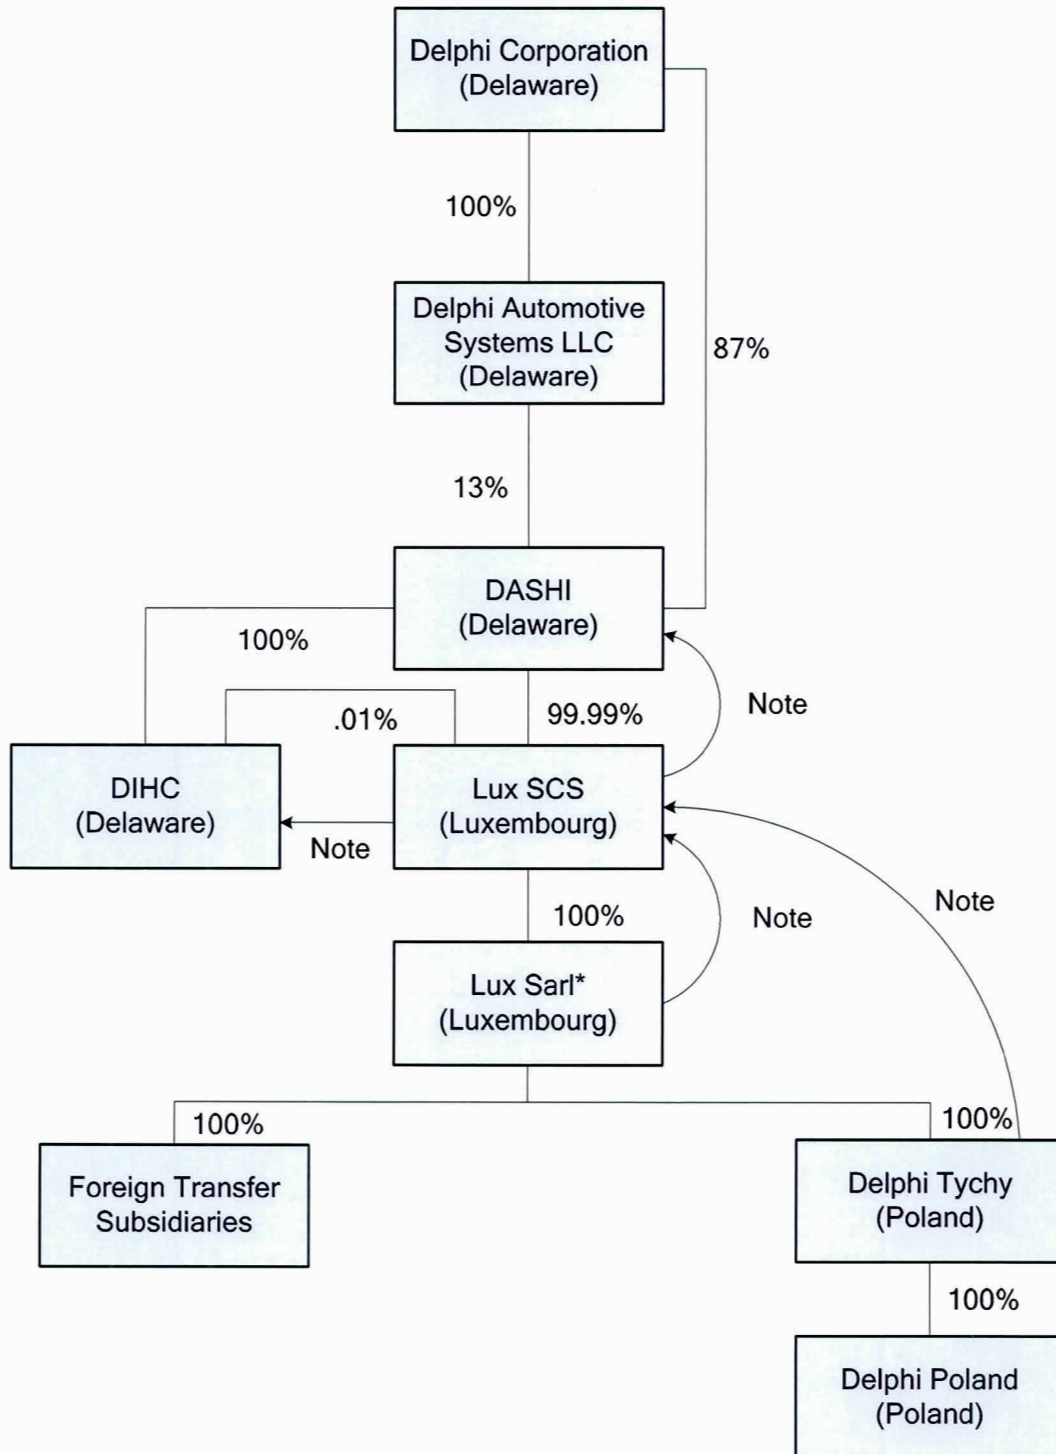 Delphi Corporation
(Delaware)
100%
Delphi Automotive
Systems LLC
(Delaware)
87%
13%
DASHI
(Delaware)
100%
.01%
99.99%
Note
DIHC
(Delaware)
Note
Lux SCS
(Luxembourg)
Note
100%
Note
Lux Sarl*
(Luxembourg)
100%
100%
Foreign Transfer
Subsidiaries
Delphi Tychy
(Poland)
100%
Delphi Poland
(Poland)